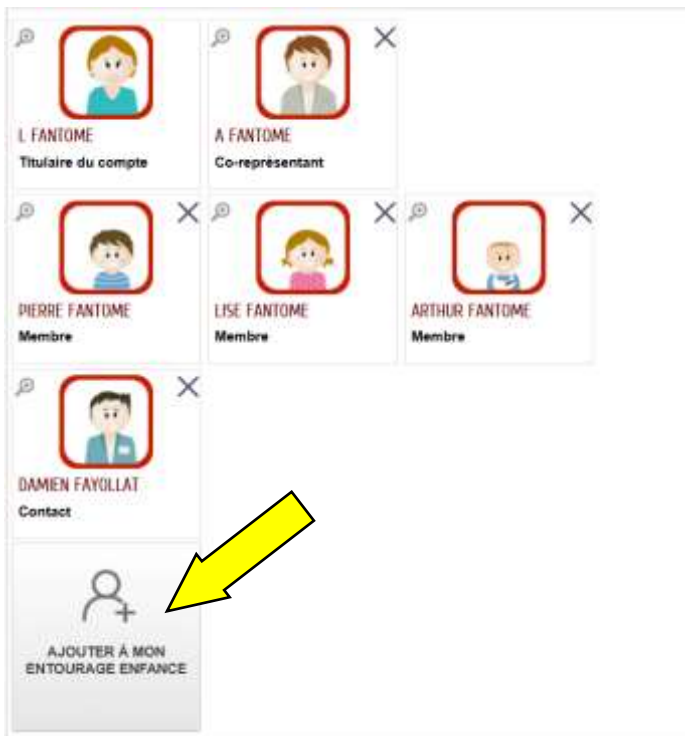 L FANTOME
Titulaire du compte
A FANTOME
Co-représentant
PIERRE FANTOME
Membre
LISE FANTOME
Membre
ARTHUR FANTOME
Membre
DAMIEN FAYOLLAT
Contact
AJOUTER À MON
ENTOURAGE ENFANCE